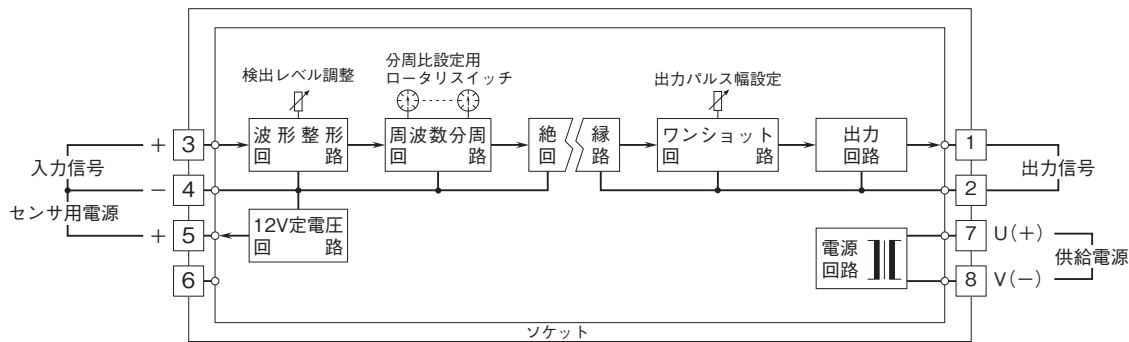 分周比設定用
ロータリスイッチ
検出レベル調整
出力パルス幅設定
波形整形
回路
周波数分周
回路
絶縁
回路
ワンショット
回路
出力
回路
+ 3
入力信号
− 4
センサ用電源
+ 5
6
12V定電圧
回路
1
出力信号
2
電源
回路
7 U(+)
供給電源
8 V(−)
ソケット